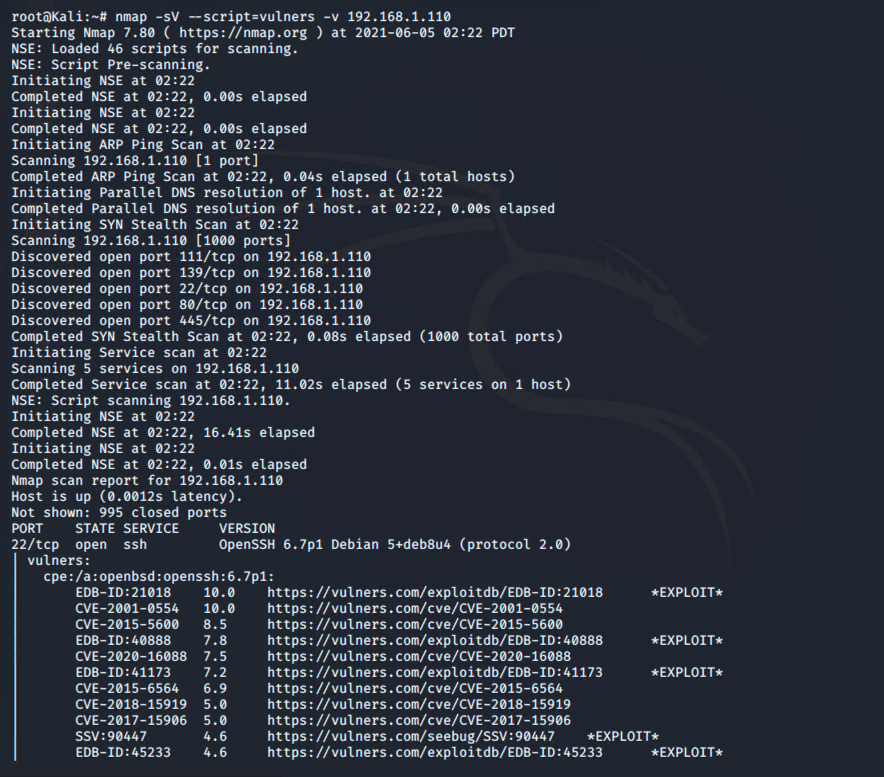 root@Kali:~# nmap -sV --script=vulners -v 192.168.1.110
Starting Nmap 7.80 ( https://nmap.org ) at 2021-06-05 02:22 PDT
NSE: Loaded 46 scripts for scanning.
NSE: Script Pre-scanning.
Initiating NSE at 02:22
Completed NSE at 02:22, 0.00s elapsed
Initiating NSE at 02:22
Completed NSE at 02:22, 0.00s elapsed
Initiating ARP Ping Scan at 02:22
Scanning 192.168.1.110 [1 port]
Completed ARP Ping Scan at 02:22, 0.04s elapsed (1 total hosts)
Initiating Parallel DNS resolution of 1 host. at 02:22
Completed Parallel DNS resolution of 1 host. at 02:22, 0.00s elapsed
Initiating SYN Stealth Scan at 02:22
Scanning 192.168.1.110 [1000 ports]
Discovered open port 111/tcp on 192.168.1.110
Discovered open port 139/tcp on 192.168.1.110
Discovered open port 22/tcp on 192.168.1.110
Discovered open port 80/tcp on 192.168.1.110
Discovered open port 445/tcp on 192.168.1.110
Completed SYN Stealth Scan at 02:22, 0.08s elapsed (1000 total ports)
Initiating Service scan at 02:22
Scanning 5 services on 192.168.1.110
Completed Service scan at 02:22, 11.02s elapsed (5 services on 1 host)
NSE: Script scanning 192.168.1.110.
Initiating NSE at 02:22
Completed NSE at 02:22, 16.41s elapsed
Initiating NSE at 02:22
Completed NSE at 02:22, 0.01s elapsed
Nmap scan report for 192.168.1.110
Host is up (0.0012s latency).
Not shown: 995 closed ports
PORT    STATE SERVICE     VERSION
22/tcp  open  ssh         OpenSSH 6.7p1 Debian 5+deb8u4 (protocol 2.0)
| vulners:
|   cpe:/a:openbsd:openssh:6.7p1:
|       EDB-ID:21018    10.0    https://vulners.com/exploitdb/EDB-ID:21018      *EXPLOIT*
|       CVE-2001-0554   10.0    https://vulners.com/cve/CVE-2001-0554
|       CVE-2015-5600   8.5     https://vulners.com/cve/CVE-2015-5600
|       EDB-ID:40888    7.8     https://vulners.com/exploitdb/EDB-ID:40888      *EXPLOIT*
|       CVE-2020-16088  7.5     https://vulners.com/cve/CVE-2020-16088
|       EDB-ID:41173    7.2     https://vulners.com/exploitdb/EDB-ID:41173      *EXPLOIT*
|       CVE-2015-6564   6.9     https://vulners.com/cve/CVE-2015-6564
|       CVE-2018-15919  5.0     https://vulners.com/cve/CVE-2018-15919
|       CVE-2017-15906  5.0     https://vulners.com/cve/CVE-2017-15906
|       SSV:90447       4.6     https://vulners.com/seebug/SSV:90447    *EXPLOIT*
|       EDB-ID:45233    4.6     https://vulners.com/exploitdb/EDB-ID:45233      *EXPLOIT*